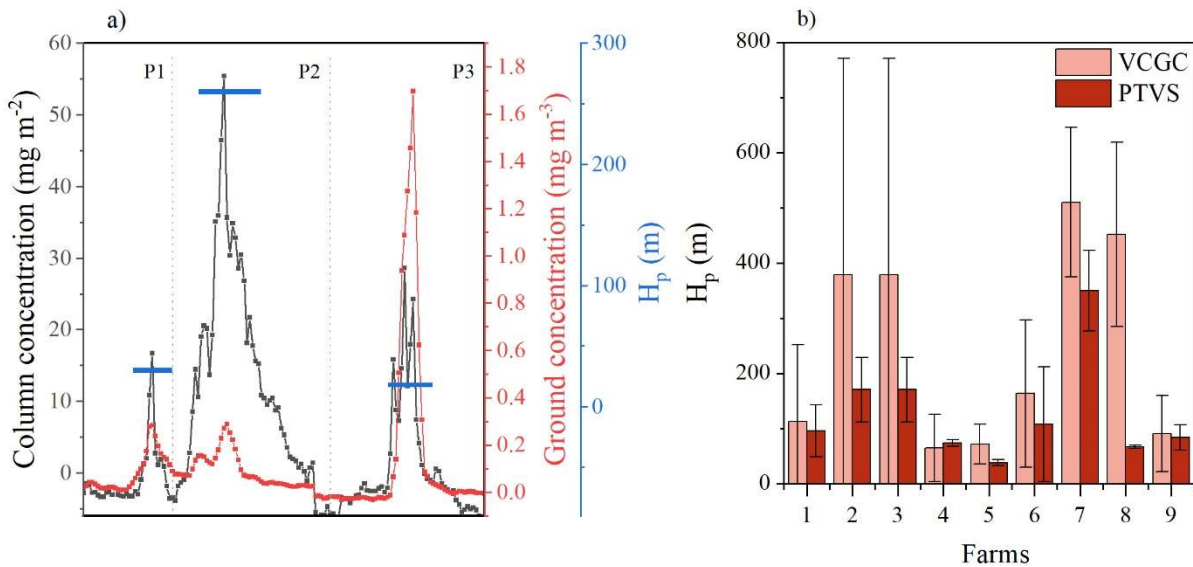 a)
b)
P1
P2
P3
60
50
40
30
20
10
0
Column concentration (mg m-2)
1.8
1.6
1.4
1.2
1.0
0.8
0.6
0.4
0.2
0.0
Ground concentration (mg m-3)
300
200
100
0
Hp (m)
Hp (m)
800
600
400
200
0
VCGC
PTVS
1 2 3 4 5 6 7 8 9
Farms